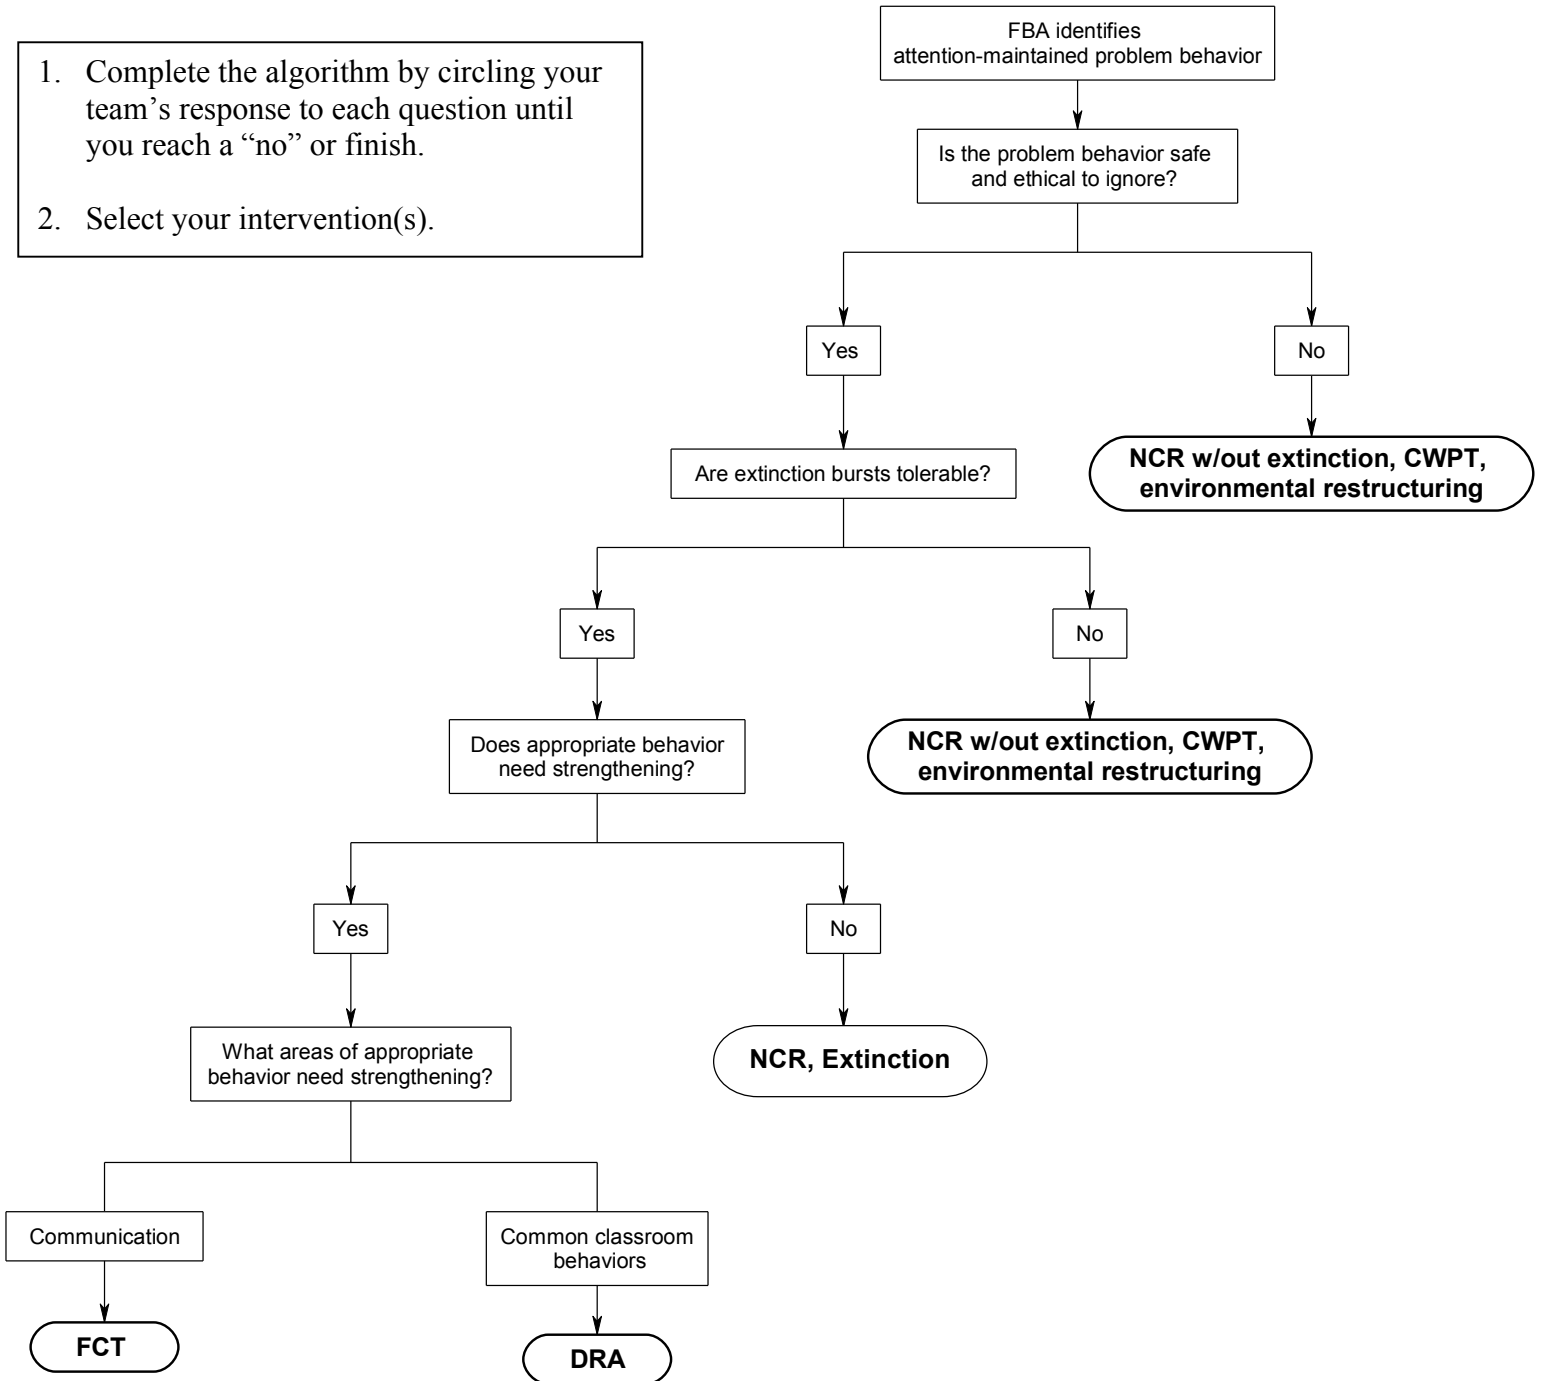 FBA identifies
attention-maintained problem behavior
1. Complete the algorithm by circling your
team’s response to each question until
you reach a “no” or finish.
2. Select your intervention(s).
Is the problem behavior safe
and ethical to ignore?
Yes
No
Are extinction bursts tolerable?
NCR w/out extinction, CWPT,
environmental restructuring
Yes
No
Does appropriate behavior
need strengthening?
NCR w/out extinction, CWPT,
environmental restructuring
Yes
No
What areas of appropriate
behavior need strengthening?
NCR, Extinction
Communication
Common classroom
behaviors
FCT
DRA